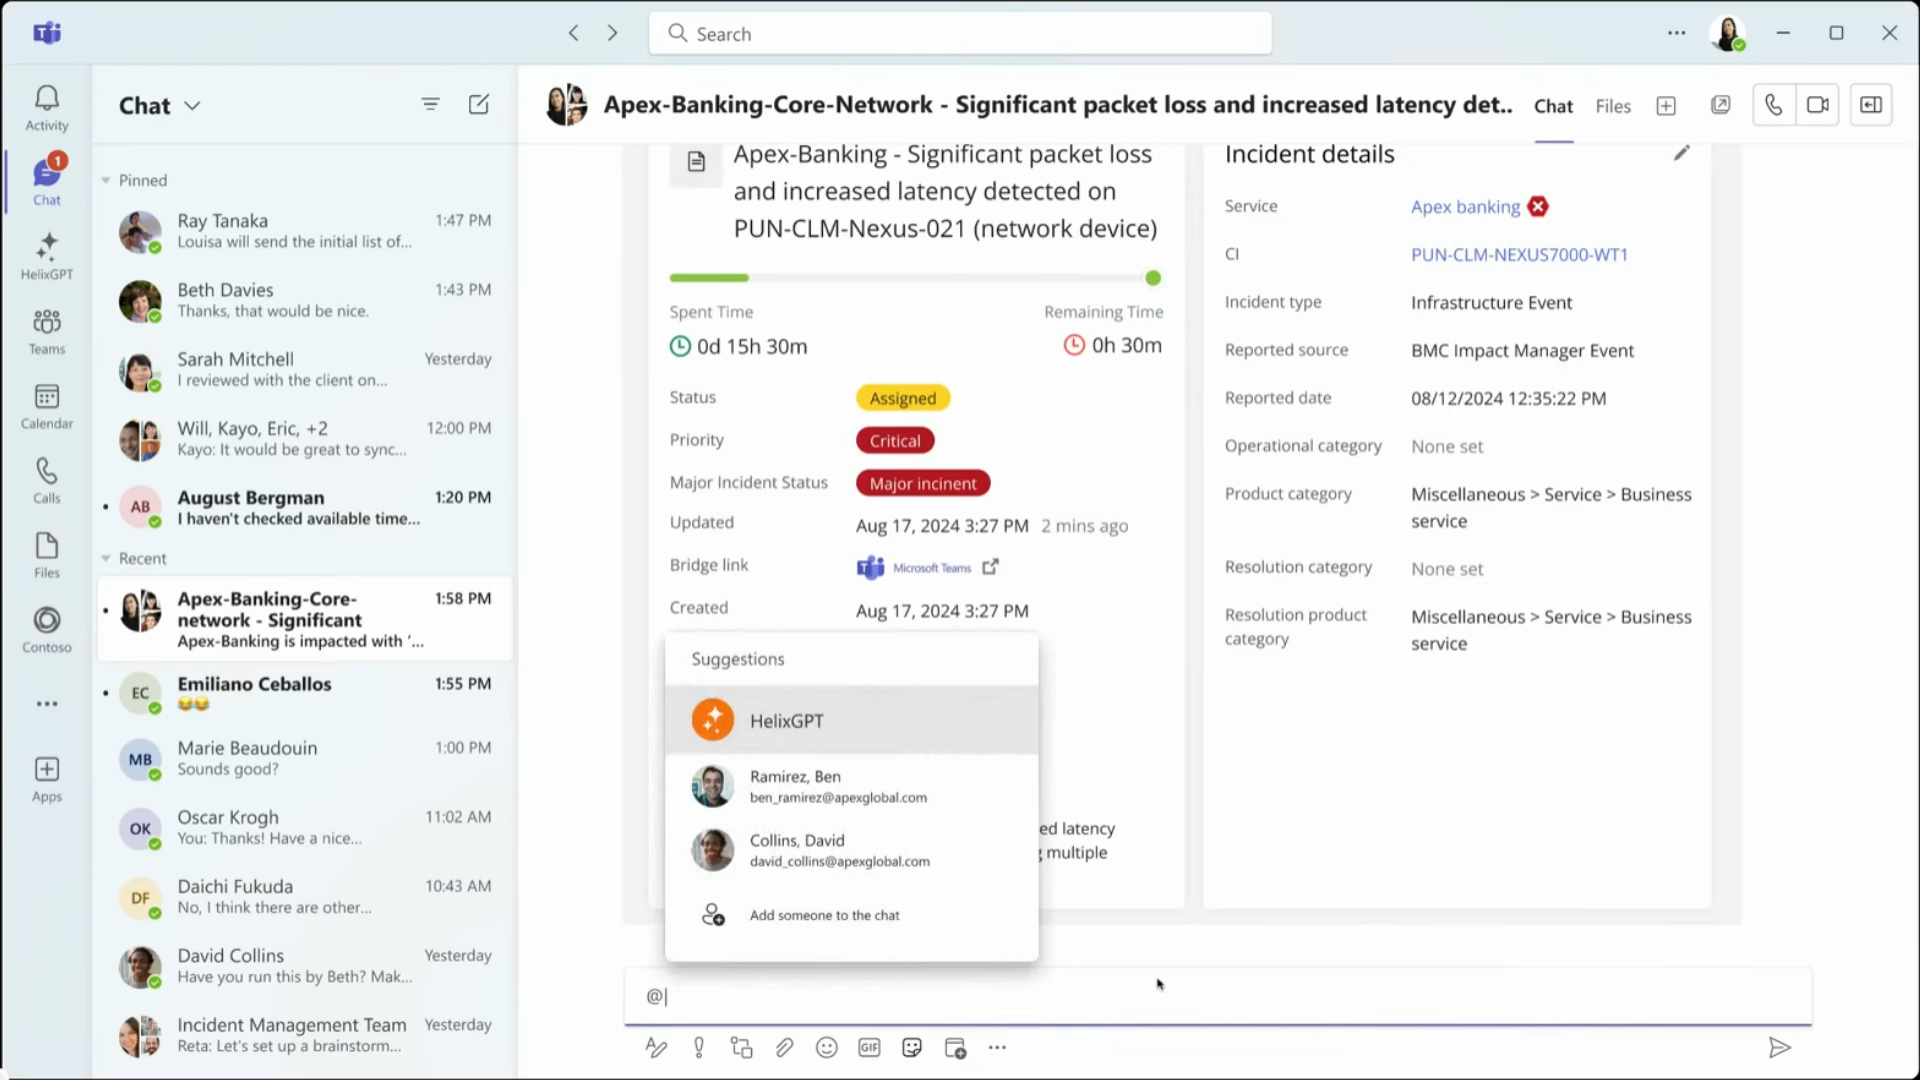 Search
Activity
1
Chat
HelixGPT
Teams
Calendar
Calls
Files
Contoso
Apps
Chat
Pinned
Ray Tanaka 1:47 PM
Louisa will send the initial list of...
Beth Davies 1:43 PM
Thanks, that would be nice.
Sarah Mitchell Yesterday
I reviewed with the client on...
Will, Kayo, Eric, +2 12:00 PM
Kayo: It would be great to sync...
AB
August Bergman 1:20 PM
I haven't checked available time...
Recent
Apex-Banking-Core- 1:58 PM
network - Significant
Apex-Banking is impacted with ‘...
EC
Emiliano Ceballos 1:55 PM
MB
Marie Beaudouin 1:00 PM
Sounds good?
OK
Oscar Krogh 11:02 AM
You: Thanks! Have a nice...
DF
Daichi Fukuda 10:43 AM
No, I think there are other...
David Collins Yesterday
Have you run this by Beth? Mak...
Incident Management Team Yesterday
Reta: Let's set up a brainstorm...
Apex-Banking-Core-Network - Significant packet loss and increased latency det.. Chat Files
Apex-Banking - Significant packet loss
and increased latency detected on
PUN-CLM-Nexus-021 (network device)
Spent Time Remaining Time
0d 15h 30m 0h 30m
Status Assigned
Priority Critical
Major Incident Status Major incinent
Updated Aug 17, 2024 3:27 PM 2 mins ago
Bridge link Microsoft Teams
Created Aug 17, 2024 3:27 PM
ed latency
g multiple
Suggestions
HelixGPT
Ramirez, Ben
ben_ramirez@apexglobal.com
Collins, David
david_collins@apexglobal.com
Add someone to the chat
Incident details
Service Apex banking
CI PUN-CLM-NEXUS7000-WT1
Incident type Infrastructure Event
Reported source BMC Impact Manager Event
Reported date 08/12/2024 12:35:22 PM
Operational category None set
Product category Miscellaneous > Service > Business
service
Resolution category None set
Resolution product Miscellaneous > Service > Business
category service
@
GIF